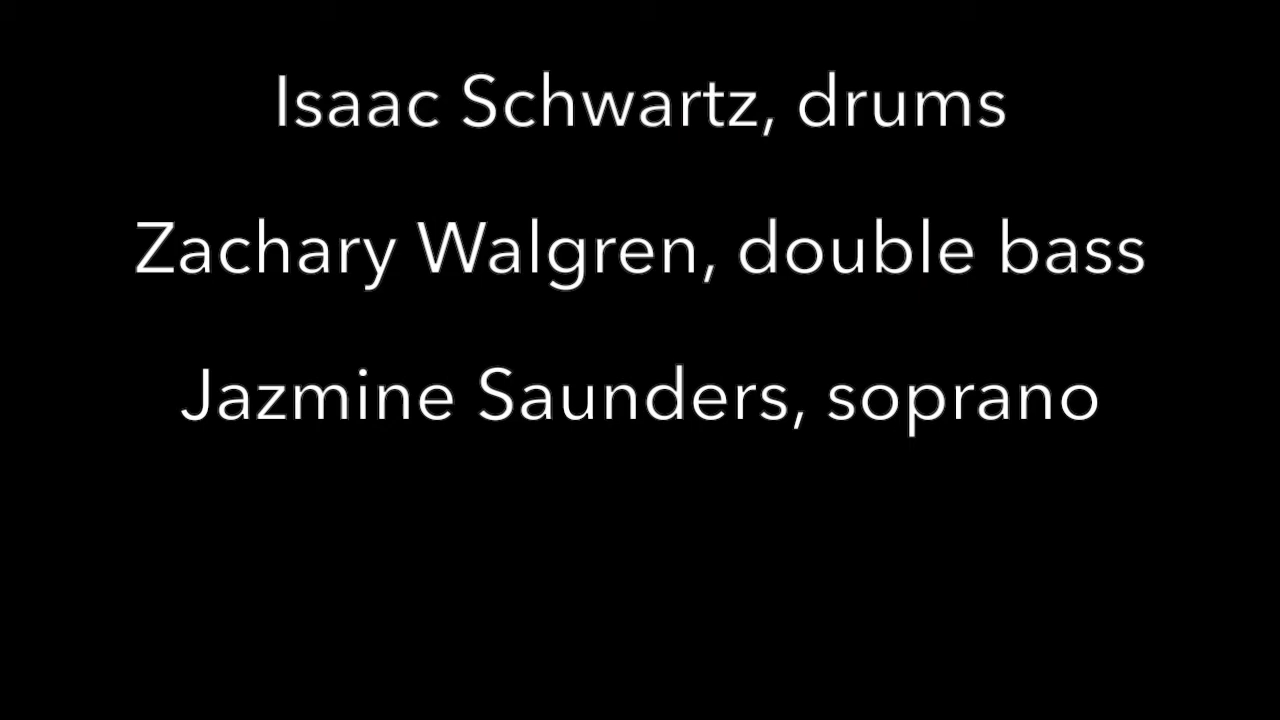 Isaac Schwartz, drums
Zachary Walgren, double bass
Jazmine Saunders, soprano